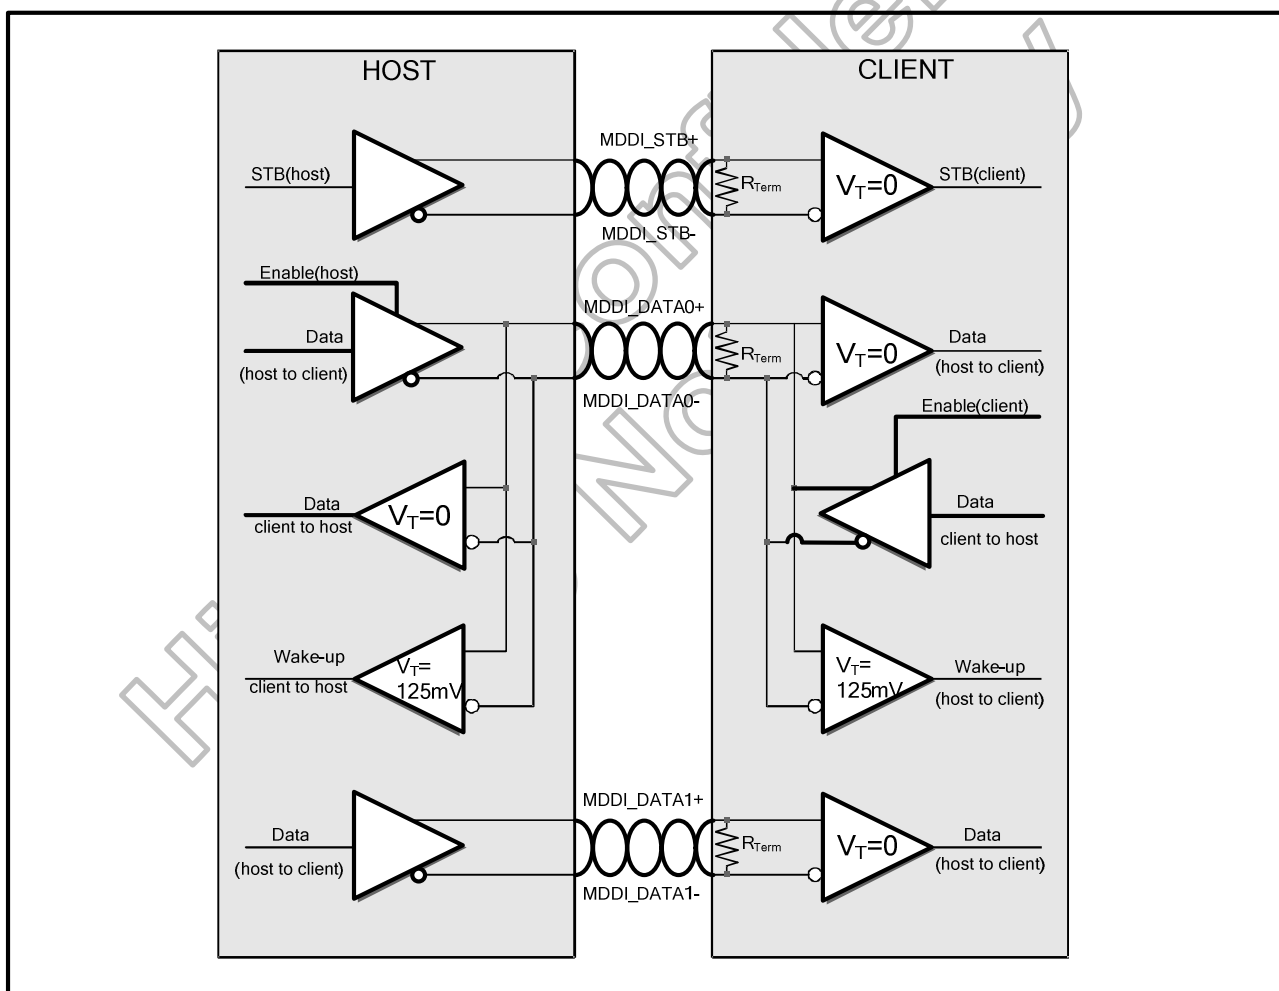 HOST
CLIENT
MDDI_STB+
STB(host)
RTerm
VT=0
STB(client)
MDDI_STB-
Enable(host)
MDDI_DATA0+
Data
(host to client)
RTerm
VT=0
Data
(host to client)
MDDI_DATA0-
Enable(client)
Data
client to host
VT=0
Data
client to host
Wake-up
client to host
VT=
125mV
VT=
125mV
Wake-up
(host to client)
MDDI_DATA1+
Data
(host to client)
RTerm
VT=0
Data
(host to client)
MDDI_DATA1-